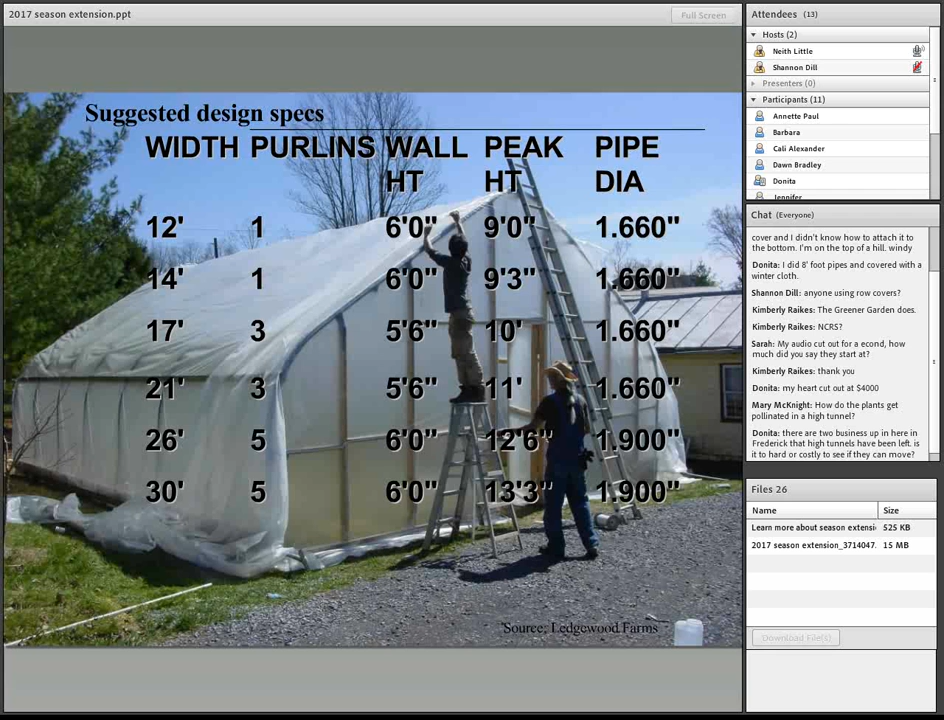 2017 season extension.ppt
Full Screen
Suggested design specs
WIDTH PURLINS WALL HT PEAK HT PIPE DIA
12' 1 6'0" 9'0" 1.660"
14' 1 6'0" 9'3" 1.660"
17' 3 5'6" 10' 1.660"
21' 3 5'6" 11' 1.660"
26' 5 6'0" 12'6" 1.900"
30' 5 6'0" 13'3" 1.900"
Source; Ledgewood Farms
Attendees (13)
Hosts (2)
Neith Little
Shannon Dill
Presenters (0)
Participants (11)
Annette Paul
Barbara
Cali Alexander
Dawn Bradley
Donita
Jennifer
Chat (Everyone)
cover and I didn't know how to attach it to
the bottom. I'm on the top of a hill. windy
Donita: I did 8' foot pipes and covered with a
winter cloth.
Shannon Dill: anyone using row covers?
Kimberly Raikes: The Greener Garden does.
Kimberly Raikes: NCRS?
Sarah: My audio cut out for a econd, how
much did you say they start at?
Kimberly Raikes: thank you
Donita: my heart cut out at $4000
Mary McKnight: How do the plants get
pollinated in a high tunnel?
Donita: there are two business up in here in
Frederick that high tunnels have been left. is
it to hard or costly to see if they can move?
Files 26
Name Size
Learn more about season extensi 525 KB
2017 season extension_3714047. 15 MB
Download File(s)